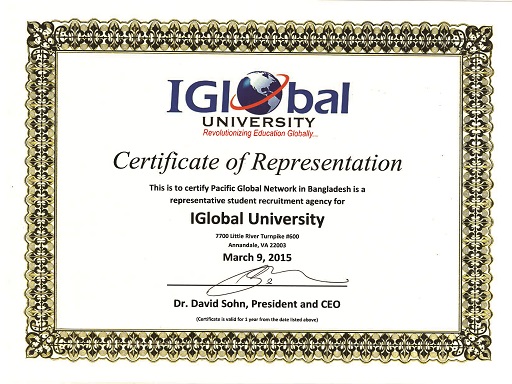 IGlobal
UNIVERSITY
Revolutionizing Education Globally...
Certificate of Representation
This is to certify Pacific Global Network in Bangladesh is a
representative student recruitment agency for
IGlobal University
7700 Little River Turnpike #600
Annandale, VA 22003
March 9, 2015
Dr. David Sohn, President and CEO
(Certificate is valid for 1 year from the date listed above)